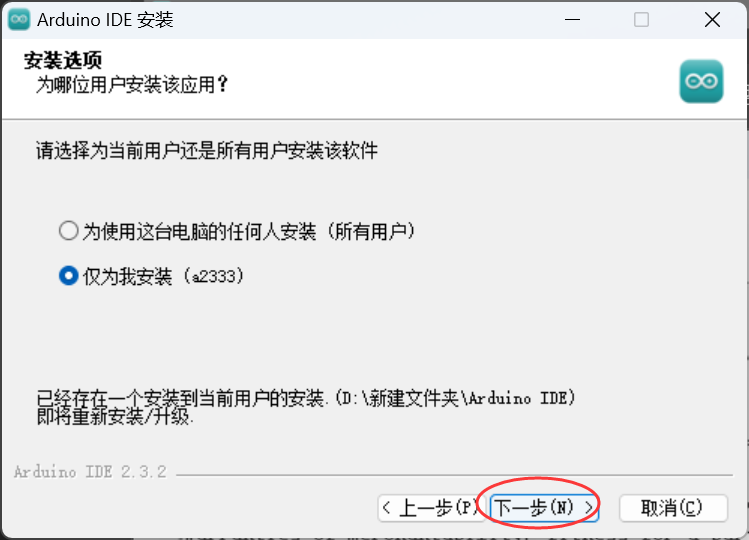 Arduino IDE 安装
安装选项
为哪位用户安装该应用？
请选择为当前用户还是所有用户安装该软件
为使用这台电脑的任何人安装（所有用户）
仅为我安装（a2333）
已经存在一个安装到当前用户的安装.(D:\新建文件夹\Arduino IDE)
即将重新安装/升级.
Arduino IDE 2.3.2
< 上一步(P) 下一步(N) > 取消(C)